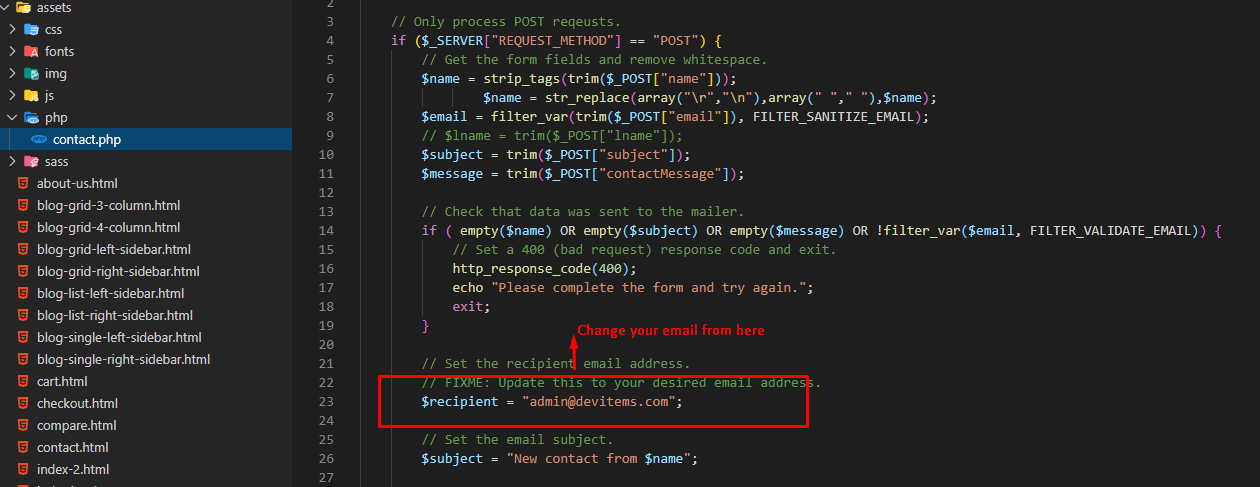 assets
css
fonts
img
js
php
contact.php
sass
about-us.html
blog-grid-3-column.html
blog-grid-4-column.html
blog-grid-left-sidebar.html
blog-grid-right-sidebar.html
blog-list-left-sidebar.html
blog-list-right-sidebar.html
blog-single-left-sidebar.html
blog-single-right-sidebar.html
cart.html
checkout.html
compare.html
contact.html
index-2.html
2
3 // Only process POST reqeusts.
4 if ($_SERVER["REQUEST_METHOD"] == "POST") {
5 // Get the form fields and remove whitespace.
6 $name = strip_tags(trim($_POST["name"]));
7 $name = str_replace(array("\r","\n"),array(" "," "),$name);
8 $email = filter_var(trim($_POST["email"]), FILTER_SANITIZE_EMAIL);
9 // $lname = trim($_POST["lname"]);
10 $subject = trim($_POST["subject"]);
11 $message = trim($_POST["contactMessage"]);
12
13 // Check that data was sent to the mailer.
14 if ( empty($name) OR empty($subject) OR empty($message) OR !filter_var($email, FILTER_VALIDATE_EMAIL)) {
15 // Set a 400 (bad request) response code and exit.
16 http_response_code(400);
17 echo "Please complete the form and try again.";
18 exit;
19 }
Change your email from here
20
21 // Set the recipient email address.
22 // FIXME: Update this to your desired email address.
23 $recipient = "admin@devitems.com";
24
25 // Set the email subject.
26 $subject = "New contact from $name";
27